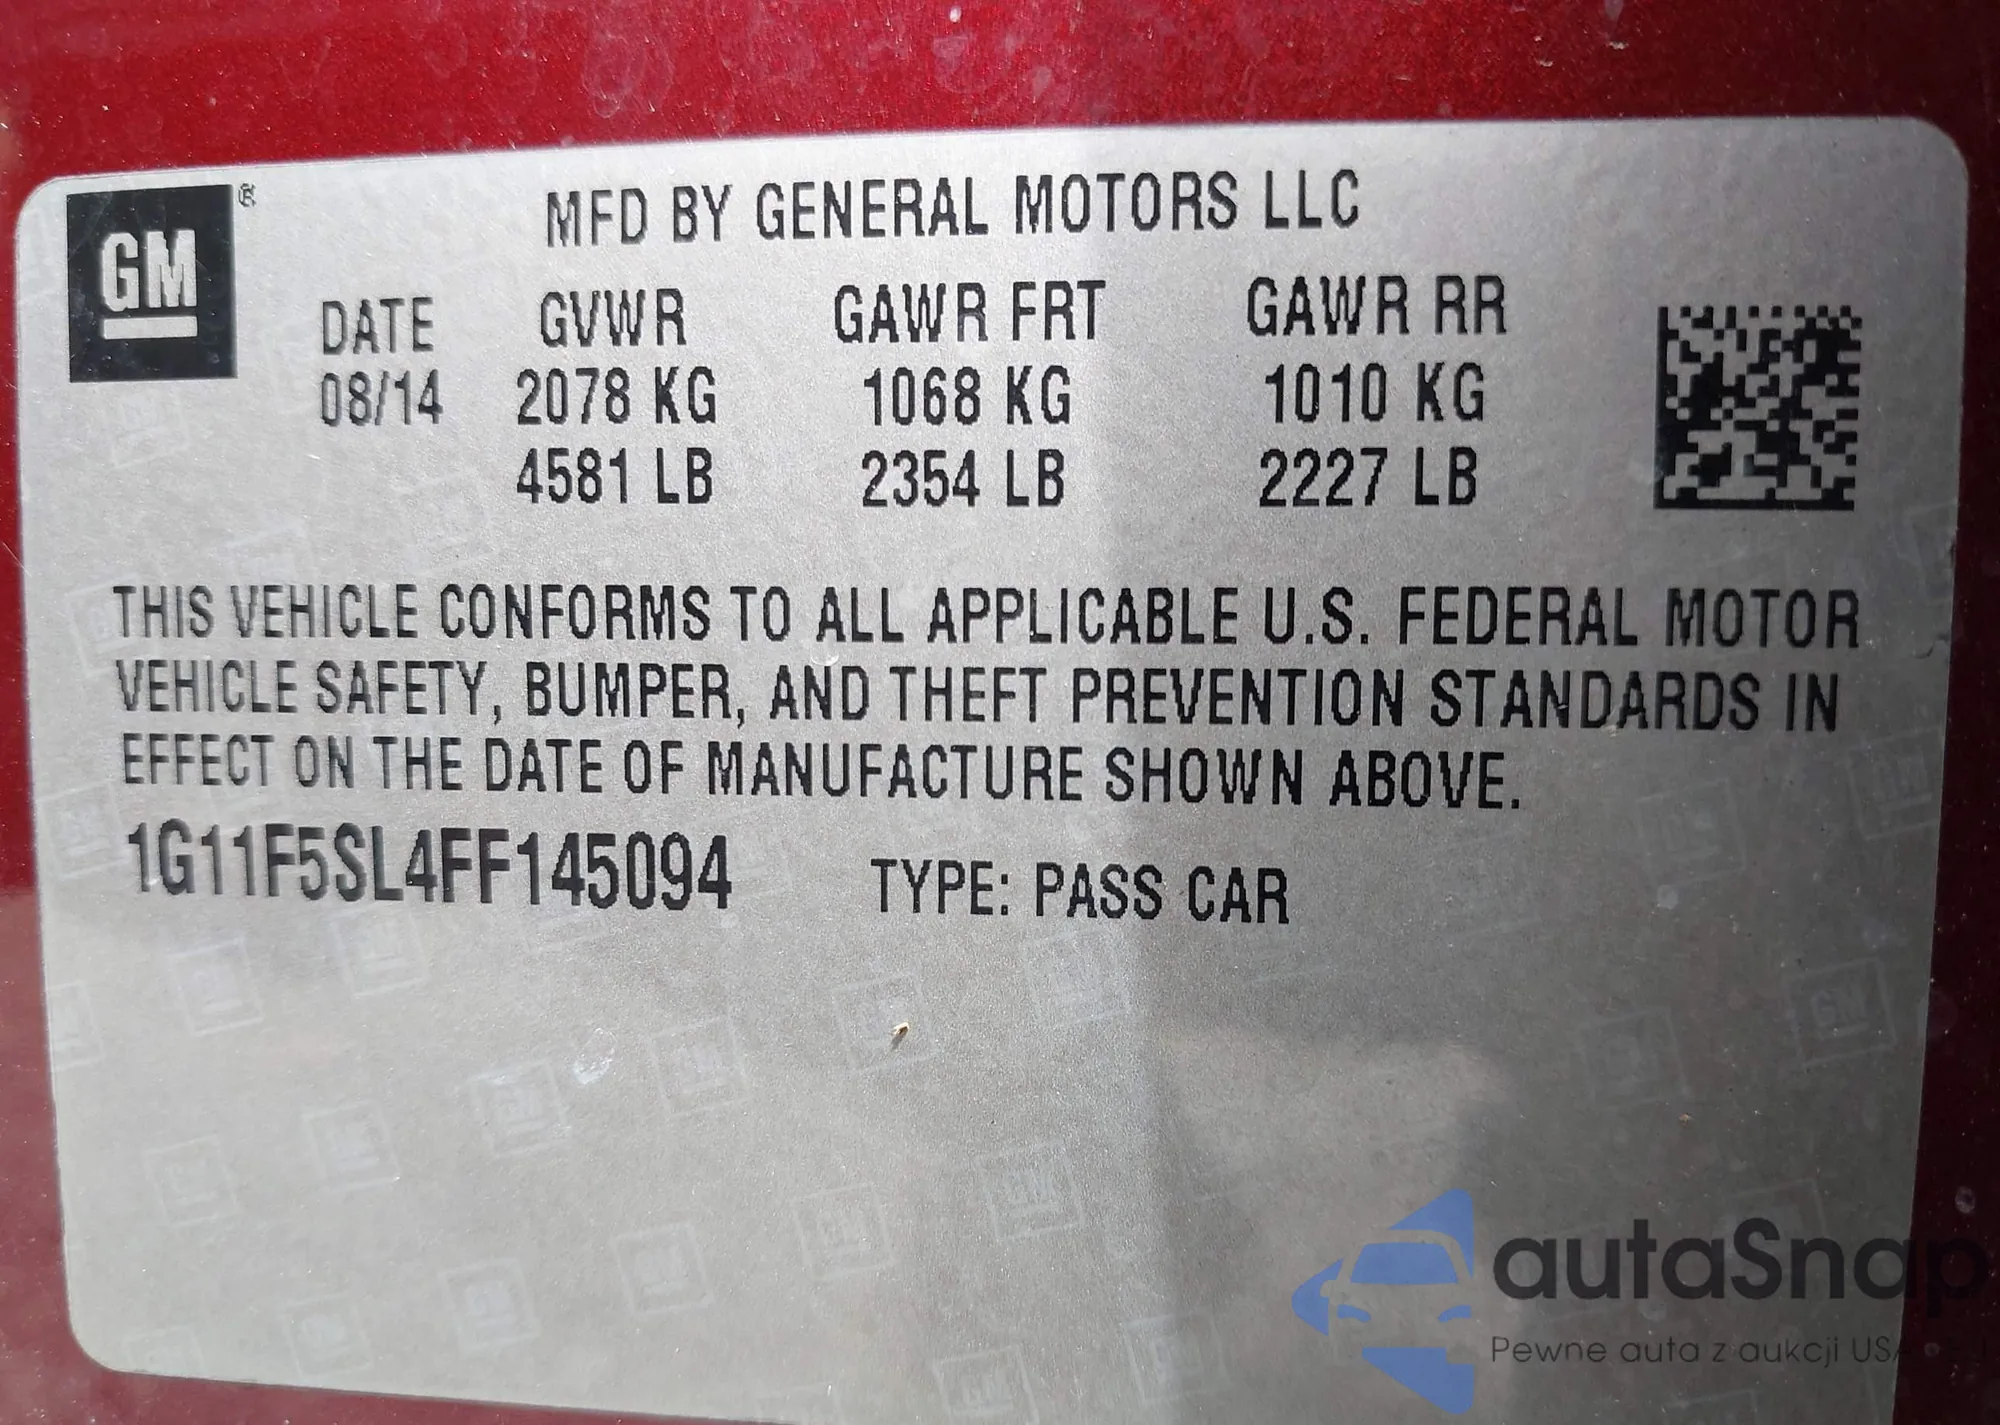 GM
MFD BY GENERAL MOTORS LLC
DATE GVWR GAWR FRT GAWR RR
08/14 2078 KG 1068 KG 1010 KG
4581 LB 2354 LB 2227 LB
THIS VEHICLE CONFORMS TO ALL APPLICABLE U.S. FEDERAL MOTOR
VEHICLE SAFETY, BUMPER, AND THEFT PREVENTION STANDARDS IN
EFFECT ON THE DATE OF MANUFACTURE SHOWN ABOVE.
1G11F5SL4FF145094 TYPE: PASS CAR
autaSnap
Pewne auta z aukcji USA